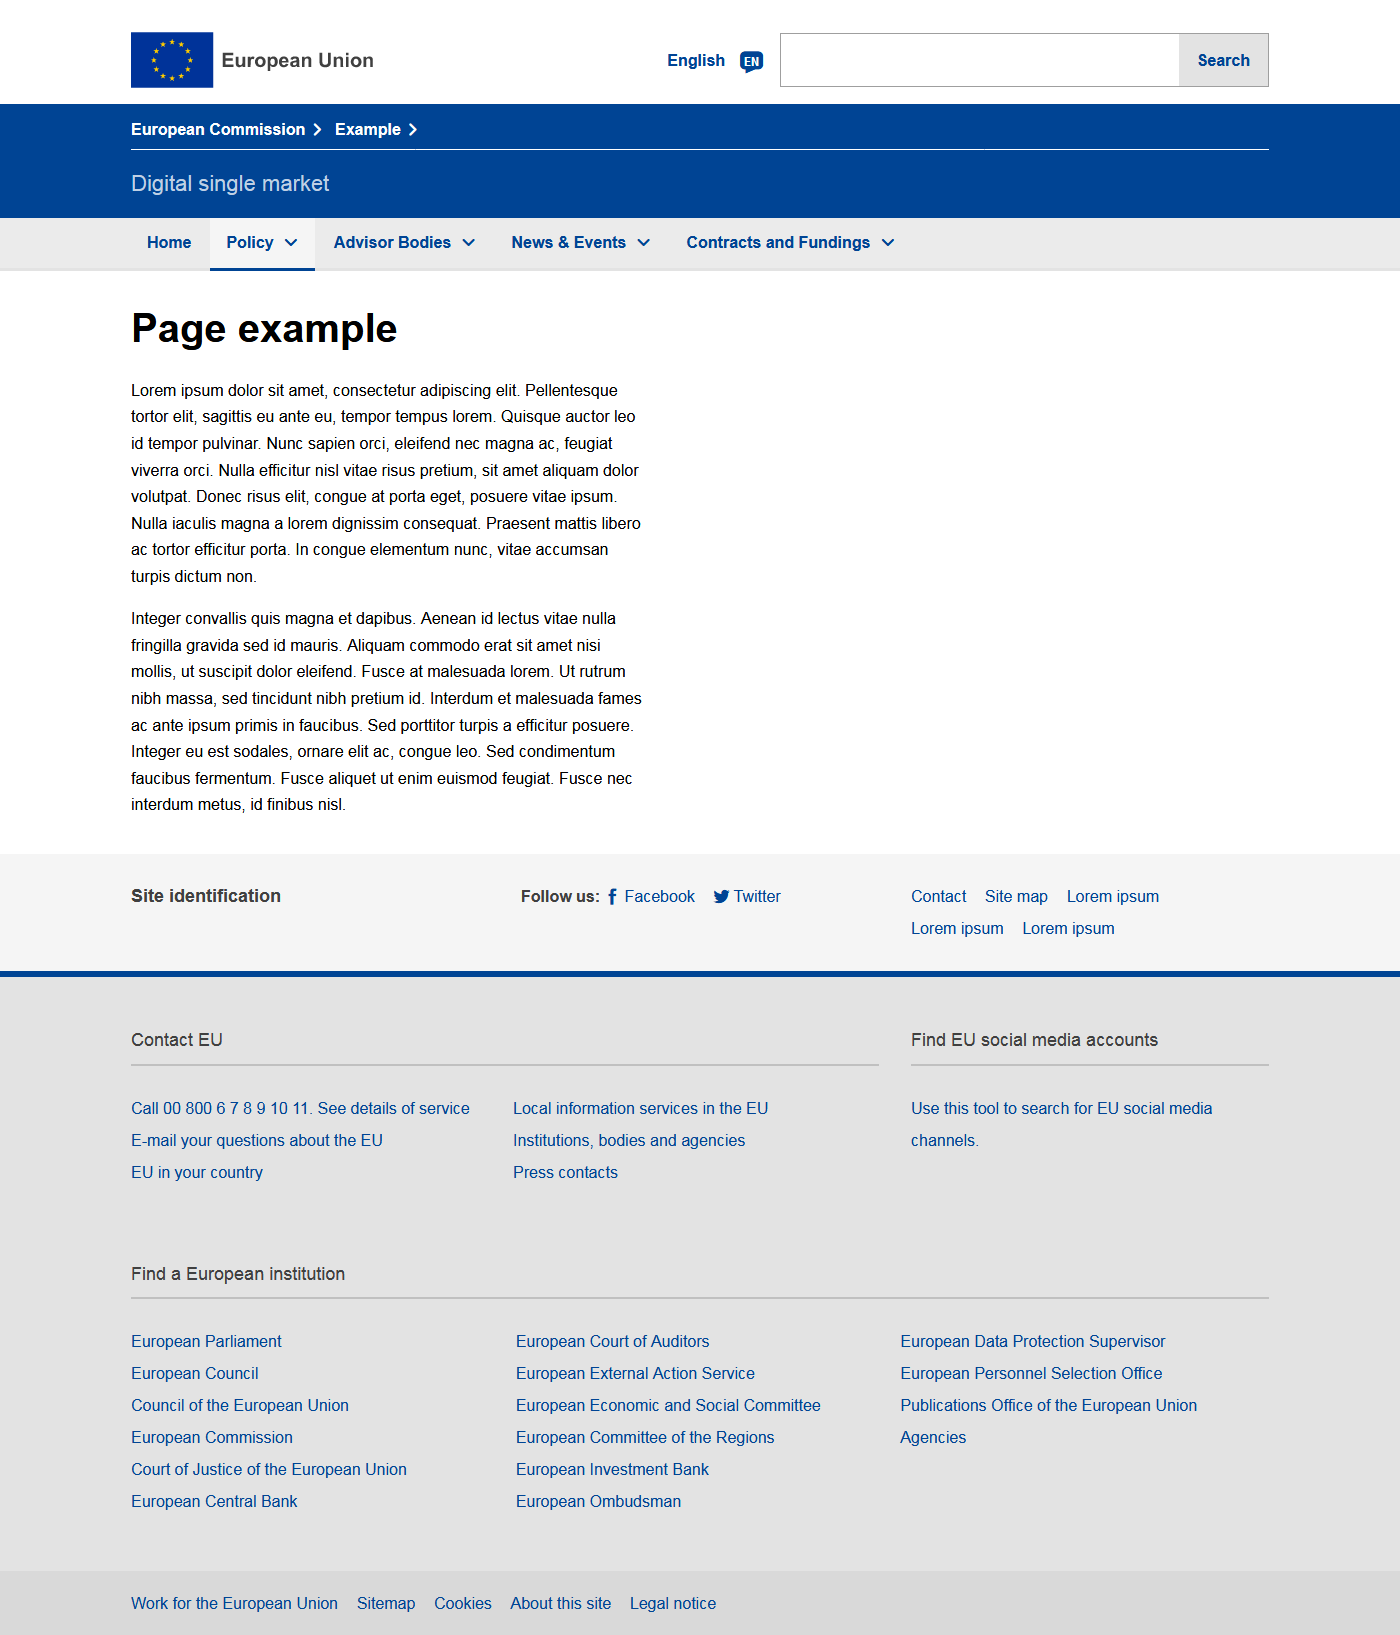 European Union
English EN Search
European Commission Example
Digital single market
Home Policy Advisor Bodies News & Events Contracts and Fundings
Page example
Lorem ipsum dolor sit amet, consectetur adipiscing elit. Pellentesque
tortor elit, sagittis eu ante eu, tempor tempus lorem. Quisque auctor leo
id tempor pulvinar. Nunc sapien orci, eleifend nec magna ac, feugiat
viverra orci. Nulla efficitur nisl vitae risus pretium, sit amet aliquam dolor
volutpat. Donec risus elit, congue at porta eget, posuere vitae ipsum.
Nulla iaculis magna a lorem dignissim consequat. Praesent mattis libero
ac tortor efficitur porta. In congue elementum nunc, vitae accumsan
turpis dictum non.
Integer convallis quis magna et dapibus. Aenean id lectus vitae nulla
fringilla gravida sed id mauris. Aliquam commodo erat sit amet nisi
mollis, ut suscipit dolor eleifend. Fusce at malesuada lorem. Ut rutrum
nibh massa, sed tincidunt nibh pretium id. Interdum et malesuada fames
ac ante ipsum primis in faucibus. Sed porttitor turpis a efficitur posuere.
Integer eu est sodales, ornare elit ac, congue leo. Sed condimentum
faucibus fermentum. Fusce aliquet ut enim euismod feugiat. Fusce nec
interdum metus, id finibus nisl.
Site identification
Follow us: Facebook Twitter
Contact Site map Lorem ipsum
Lorem ipsum Lorem ipsum
Contact EU
Call 00 800 6 7 8 9 10 11. See details of service
E-mail your questions about the EU
EU in your country
Local information services in the EU
Institutions, bodies and agencies
Press contacts
Find EU social media accounts
Use this tool to search for EU social media
channels.
Find a European institution
European Parliament
European Council
Council of the European Union
European Commission
Court of Justice of the European Union
European Central Bank
European Court of Auditors
European External Action Service
European Economic and Social Committee
European Committee of the Regions
European Investment Bank
European Ombudsman
European Data Protection Supervisor
European Personnel Selection Office
Publications Office of the European Union
Agencies
Work for the European Union Sitemap Cookies About this site Legal notice